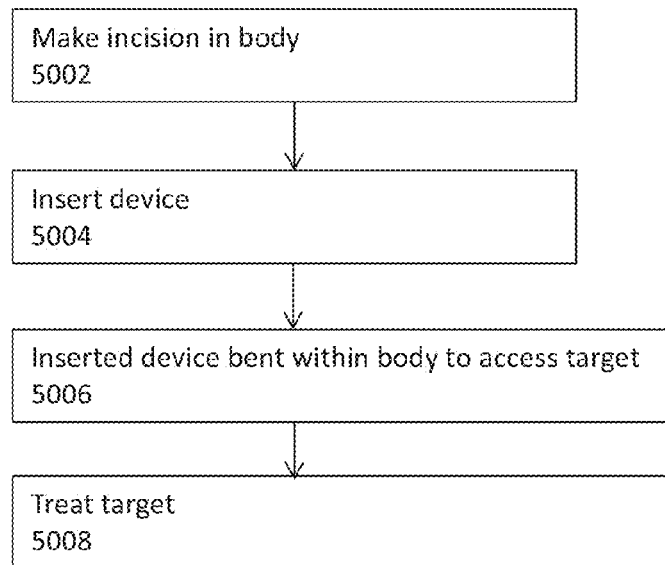 Make incision in body
5002
Insert device
5004
Inserted device bent within body to access target
5006
Treat target
5008